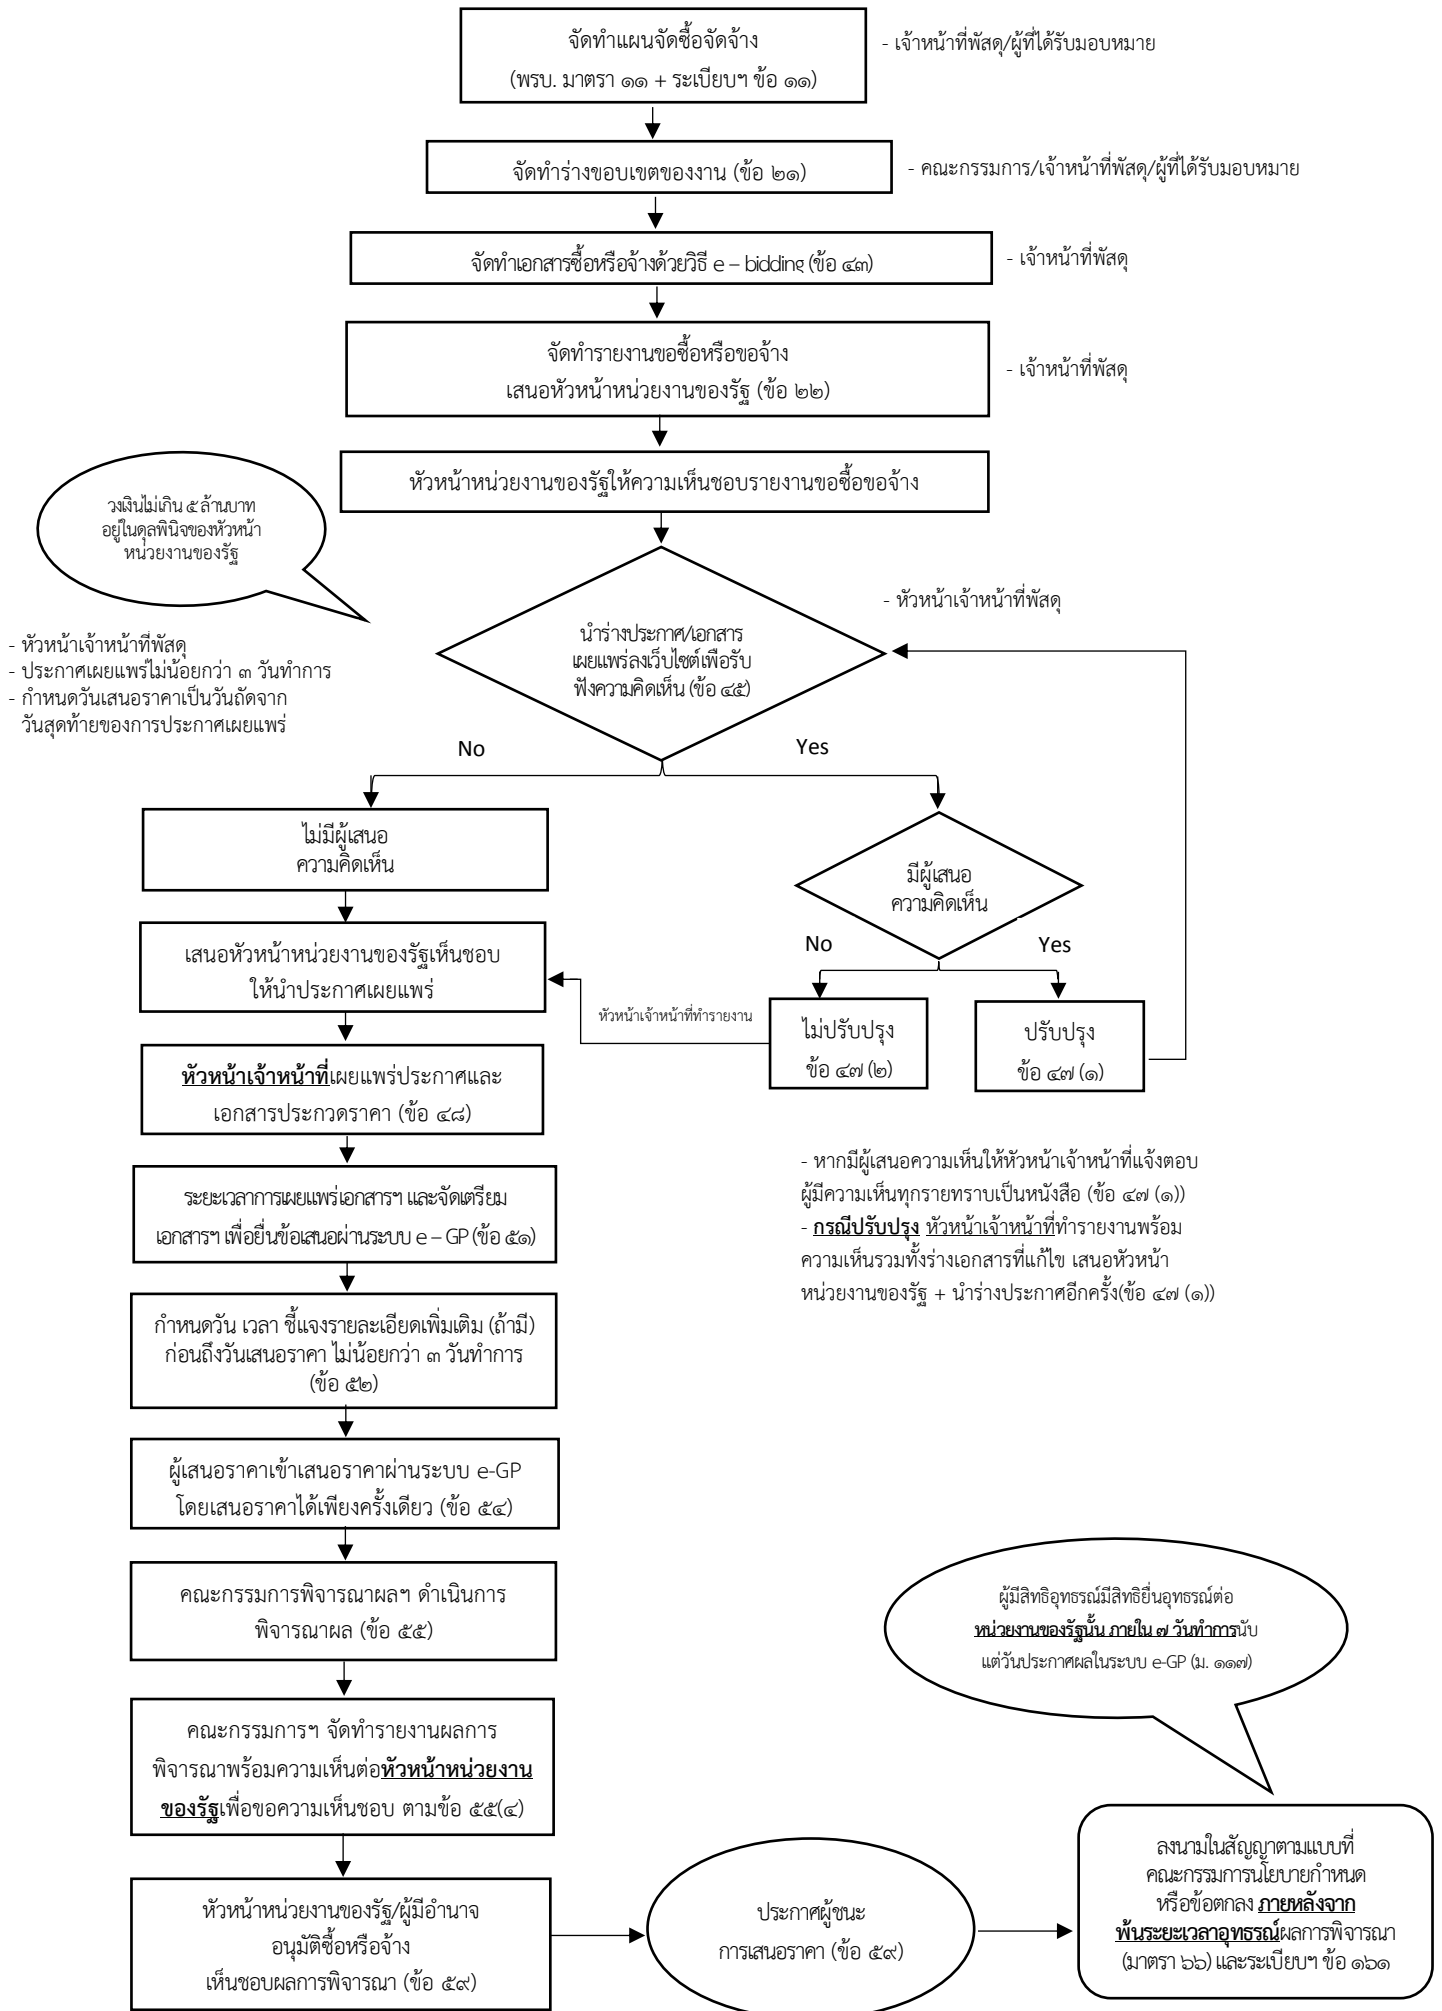 จัดทำแผนจัดซื้อจัดจ้าง
(พรบ. มาตรา ๑๑ + ระเบียบฯ ข้อ ๑๑)
- เจ้าหน้าที่พัสดุ/ผู้ที่ได้รับมอบหมาย
จัดทำร่างขอบเขตของงาน (ข้อ ๒๑)
- คณะกรรมการ/เจ้าหน้าที่พัสดุ/ผู้ที่ได้รับมอบหมาย
จัดทำเอกสารซื้อหรือจ้างด้วยวิธี e – bidding (ข้อ ๔๓)
- เจ้าหน้าที่พัสดุ
จัดทำรายงานขอซื้อหรือขอจ้าง
เสนอหัวหน้าหน่วยงานของรัฐ (ข้อ ๒๒)
- เจ้าหน้าที่พัสดุ
หัวหน้าหน่วยงานของรัฐให้ความเห็นชอบรายงานขอซื้อขอจ้าง
วงเงินไม่เกิน ๕ ล้านบาท
อยู่ในดุลพินิจของหัวหน้า
หน่วยงานของรัฐ
- หัวหน้าเจ้าหน้าที่พัสดุ
นำร่างประกาศ/เอกสาร
เผยแพร่ลงเว็บไซต์เพื่อรับ
ฟังความคิดเห็น (ข้อ ๔๕)
- หัวหน้าเจ้าหน้าที่พัสดุ
- ประกาศเผยแพร่ไม่น้อยกว่า ๓ วันทำการ
- กำหนดวันเสนอราคาเป็นวันถัดจาก
วันสุดท้ายของการประกาศเผยแพร่
No
Yes
ไม่มีผู้เสนอ
ความคิดเห็น
มีผู้เสนอ
ความคิดเห็น
No
Yes
เสนอหัวหน้าหน่วยงานของรัฐเห็นชอบ
ให้นำประกาศเผยแพร่
หัวหน้าเจ้าหน้าที่ทำรายงาน
ไม่ปรับปรุง
ข้อ ๔๗ (๒)
ปรับปรุง
ข้อ ๔๗ (๑)
หัวหน้าเจ้าหน้าที่เผยแพร่ประกาศและ
เอกสารประกวดราคา (ข้อ ๔๘)
- หากมีผู้เสนอความเห็นให้หัวหน้าเจ้าหน้าที่แจ้งตอบ
ผู้มีความเห็นทุกรายทราบเป็นหนังสือ (ข้อ ๔๗ (๑))
- กรณีปรับปรุง หัวหน้าเจ้าหน้าที่ทำรายงานพร้อม
ความเห็นรวมทั้งร่างเอกสารที่แก้ไข เสนอหัวหน้า
หน่วยงานของรัฐ + นำร่างประกาศอีกครั้ง(ข้อ ๔๗ (๑))
ระยะเวลาการเผยแพร่เอกสารฯ และจัดเตรียม
เอกสารฯ เพื่อยื่นข้อเสนอผ่านระบบ e – GP (ข้อ ๕๑)
กำหนดวัน เวลา ชี้แจงรายละเอียดเพิ่มเติม (ถ้ามี)
ก่อนถึงวันเสนอราคา ไม่น้อยกว่า ๓ วันทำการ
(ข้อ ๕๒)
ผู้เสนอราคาเข้าเสนอราคาผ่านระบบ e-GP
โดยเสนอราคาได้เพียงครั้งเดียว (ข้อ ๕๔)
คณะกรรมการพิจารณาผลฯ ดำเนินการ
พิจารณาผล (ข้อ ๕๕)
ผู้มีสิทธิอุทธรณ์มีสิทธิยื่นอุทธรณ์ต่อ
หน่วยงานของรัฐนั้น ภายใน ๗ วันทำการนับ
แต่วันประกาศผลในระบบ e-GP (ม. ๑๑๗)
คณะกรรมการฯ จัดทำรายงานผลการ
พิจารณาพร้อมความเห็นต่อหัวหน้าหน่วยงาน
ของรัฐเพื่อขอความเห็นชอบ ตามข้อ ๕๕(๔)
หัวหน้าหน่วยงานของรัฐ/ผู้มีอำนาจ
อนุมัติซื้อหรือจ้าง
เห็นชอบผลการพิจารณา (ข้อ ๕๙)
ประกาศผู้ชนะ
การเสนอราคา (ข้อ ๕๙)
ลงนามในสัญญาตามแบบที่
คณะกรรมการนโยบายกำหนด
หรือข้อตกลง ภายหลังจาก
พ้นระยะเวลาอุทธรณ์ผลการพิจารณา
(มาตรา ๖๖) และระเบียบฯ ข้อ ๑๖๑